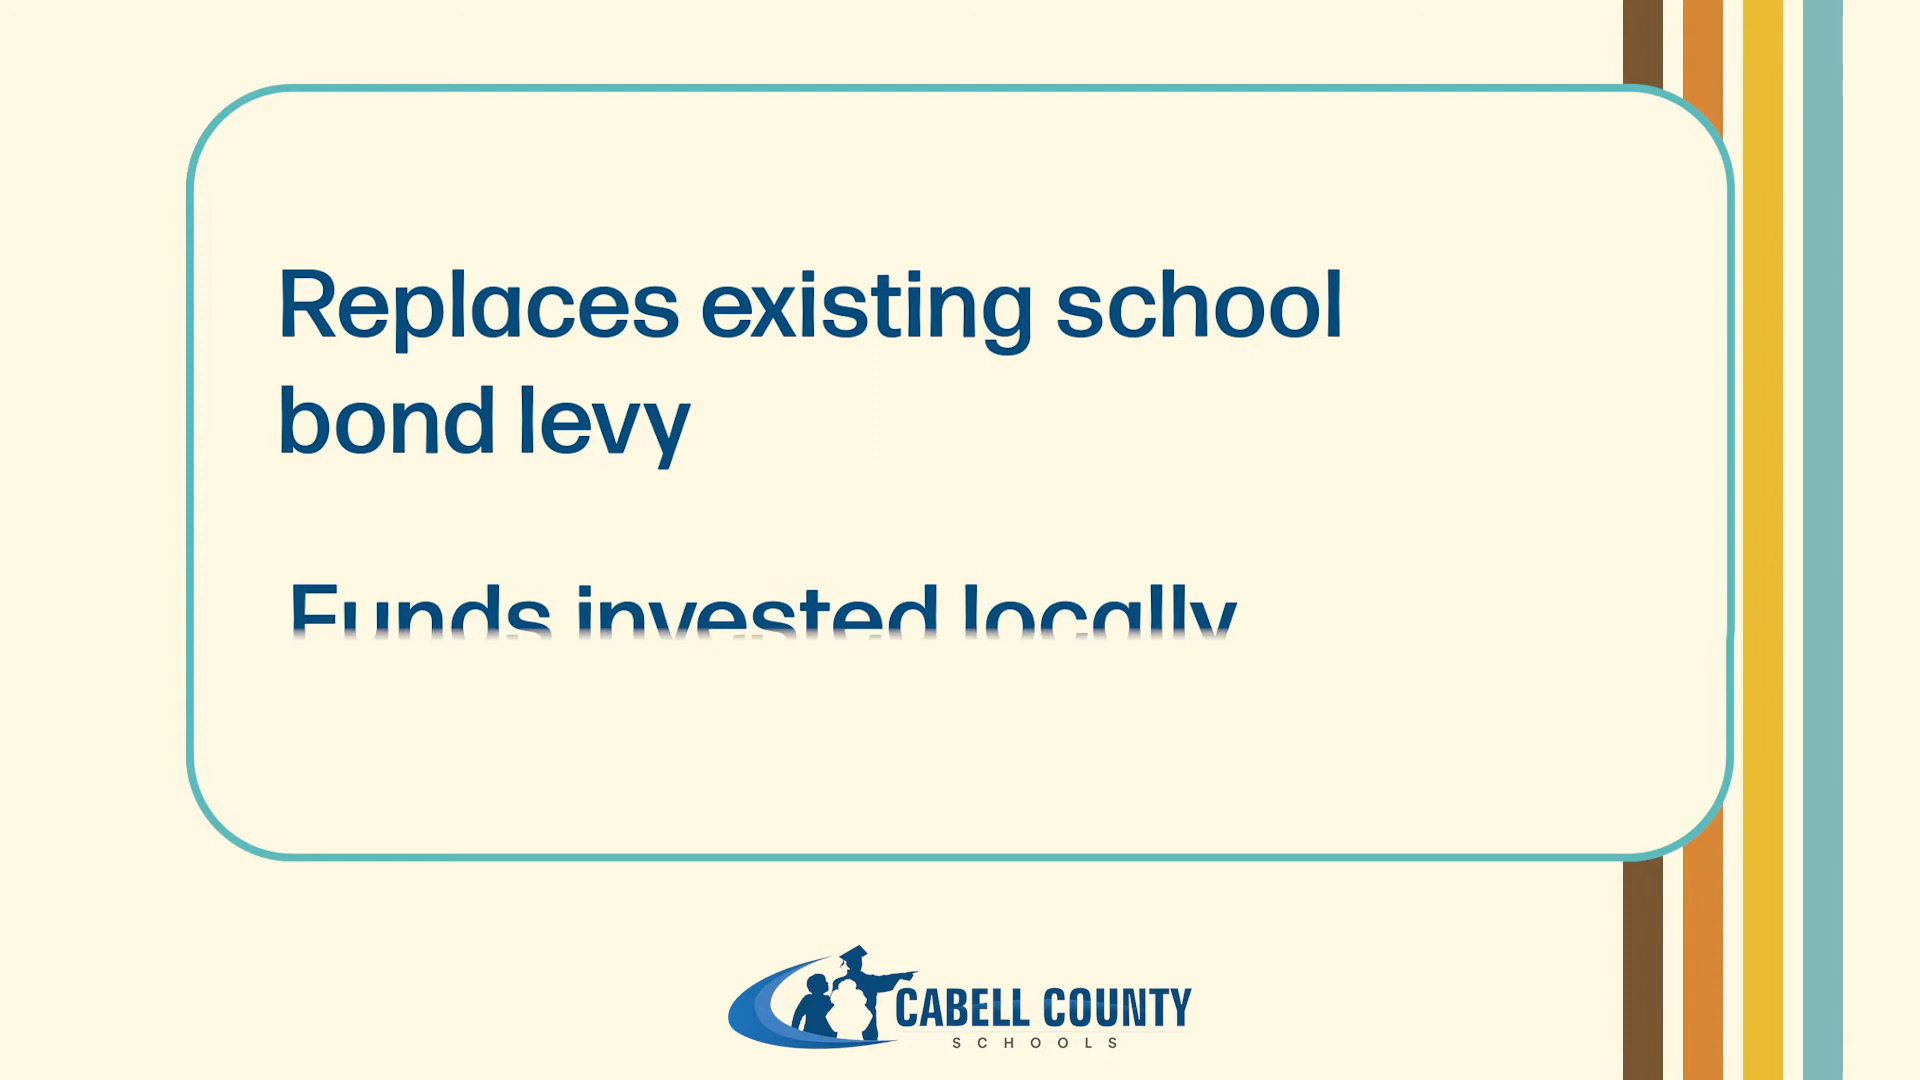 Replaces existing school
bond levy
Funds invested locally
CABELL COUNTY
SCHOOLS